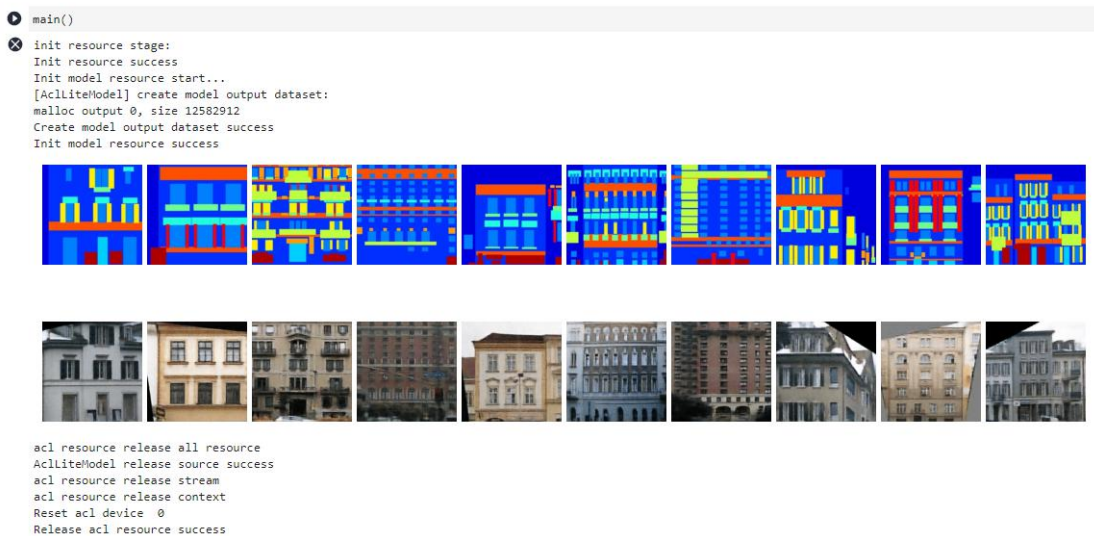 main()
init resource stage:
Init resource success
Init model resource start...
[AclLiteModel] create model output dataset:
malloc output 0, size 12582912
Create model output dataset success
Init model resource success
acl resource release all resource
AclLiteModel release source success
acl resource release stream
acl resource release context
Reset acl device  0
Release acl resource success